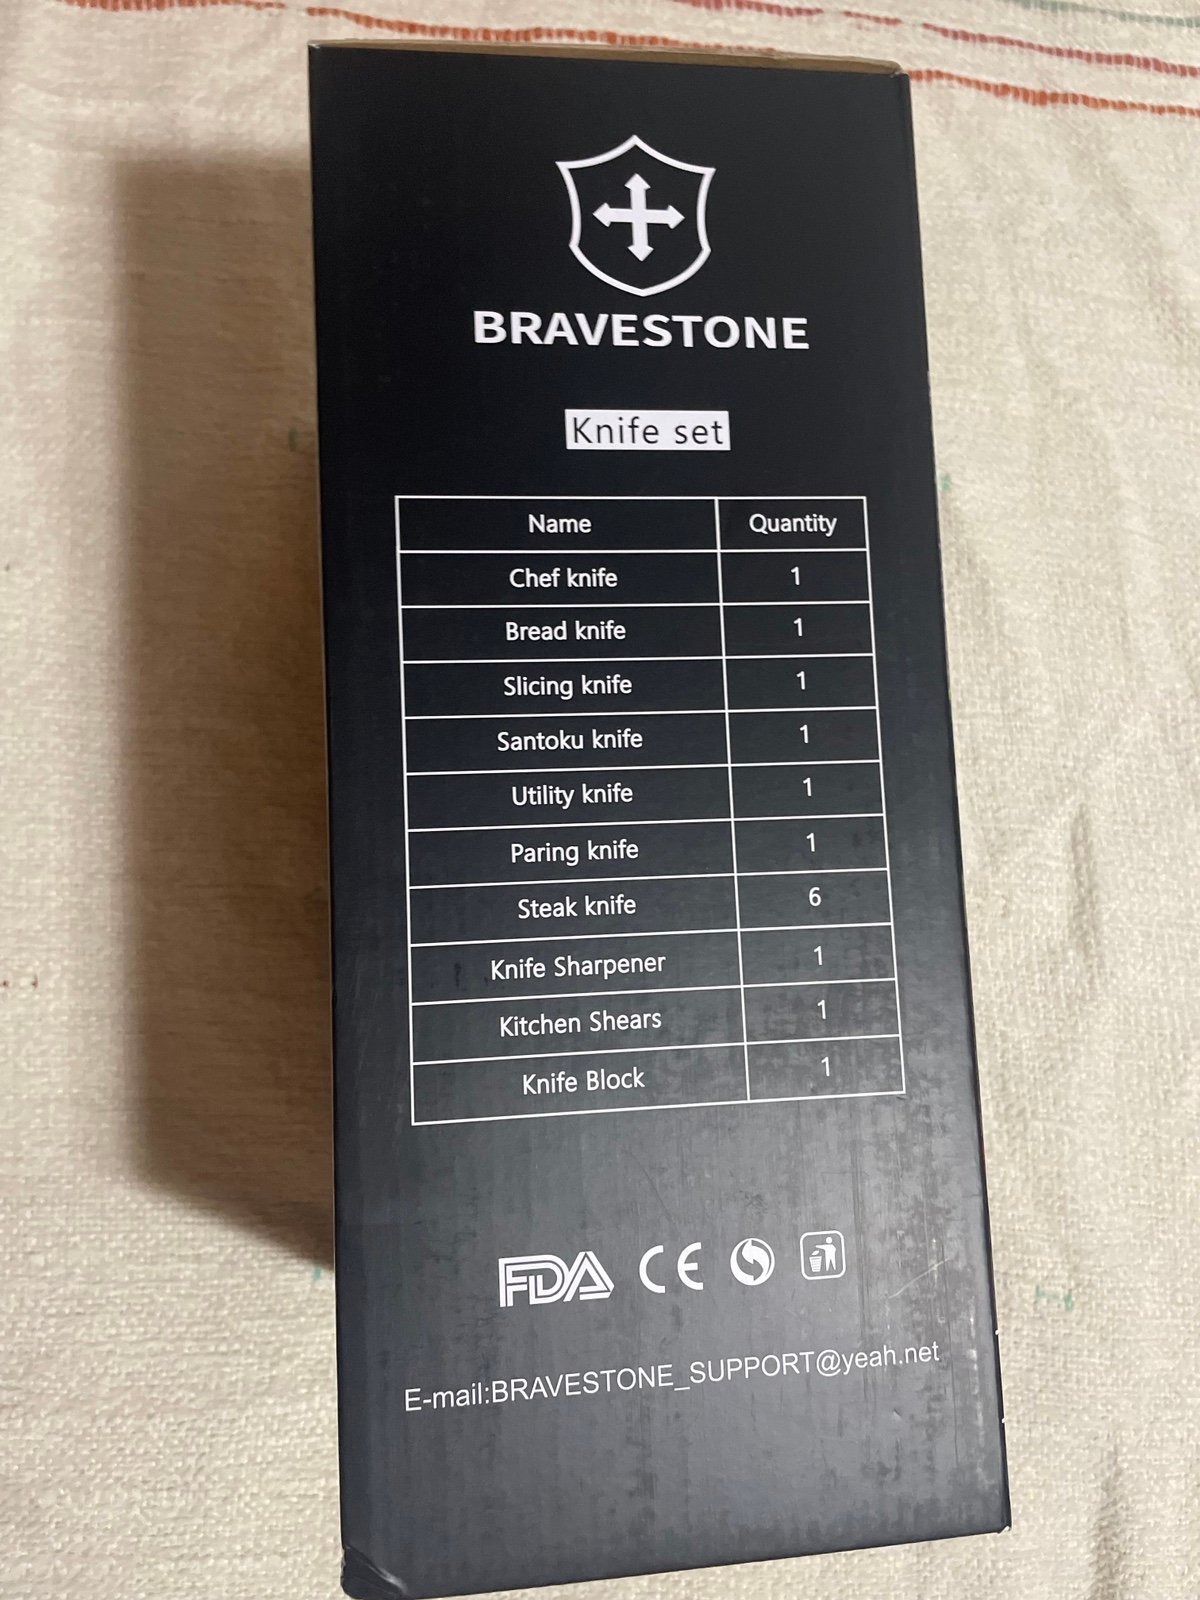 BRAVESTONE
Knife set
Name Quantity
Chef knife 1
Bread knife 1
Slicing knife 1
Santoku knife 1
Utility knife 1
Paring knife 1
Steak knife 6
Knife Sharpener 1
Kitchen Shears 1
Knife Block 1
FDA CE
E-mail:BRAVESTONE_SUPPORT@yeah.net